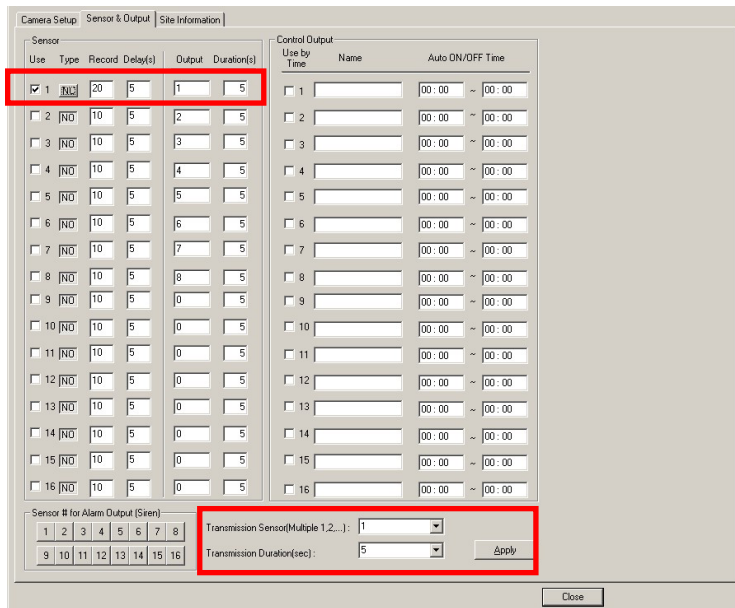 Camera Setup Sensor & Output Site Information
Sensor
Use Type Record Delay(s) Output Duration(s)
1 NC 20 5 1 5
2 NO 10 5 2 5
3 NO 10 5 3 5
4 NO 10 5 4 5
5 NO 10 5 5 5
6 NO 10 5 6 5
7 NO 10 5 7 5
8 NO 10 5 8 5
9 NO 10 5 0 5
10 NO 10 5 0 5
11 NO 10 5 0 5
12 NO 10 5 0 5
13 NO 10 5 0 5
14 NO 10 5 0 5
15 NO 10 5 0 5
16 NO 10 5 0 5
Control Output
Use by Time Name Auto ON/OFF Time
1 00 : 00 ~ 00 : 00
2 00 : 00 ~ 00 : 00
3 00 : 00 ~ 00 : 00
4 00 : 00 ~ 00 : 00
5 00 : 00 ~ 00 : 00
6 00 : 00 ~ 00 : 00
7 00 : 00 ~ 00 : 00
8 00 : 00 ~ 00 : 00
9 00 : 00 ~ 00 : 00
10 00 : 00 ~ 00 : 00
11 00 : 00 ~ 00 : 00
12 00 : 00 ~ 00 : 00
13 00 : 00 ~ 00 : 00
14 00 : 00 ~ 00 : 00
15 00 : 00 ~ 00 : 00
16 00 : 00 ~ 00 : 00
Sensor # for Alarm Output (Siren)
1 2 3 4 5 6 7 8
9 10 11 12 13 14 15 16
Transmission Sensor(Multiple 1,2,...) : 1
Transmission Duration(sec) : 5
Apply
Close